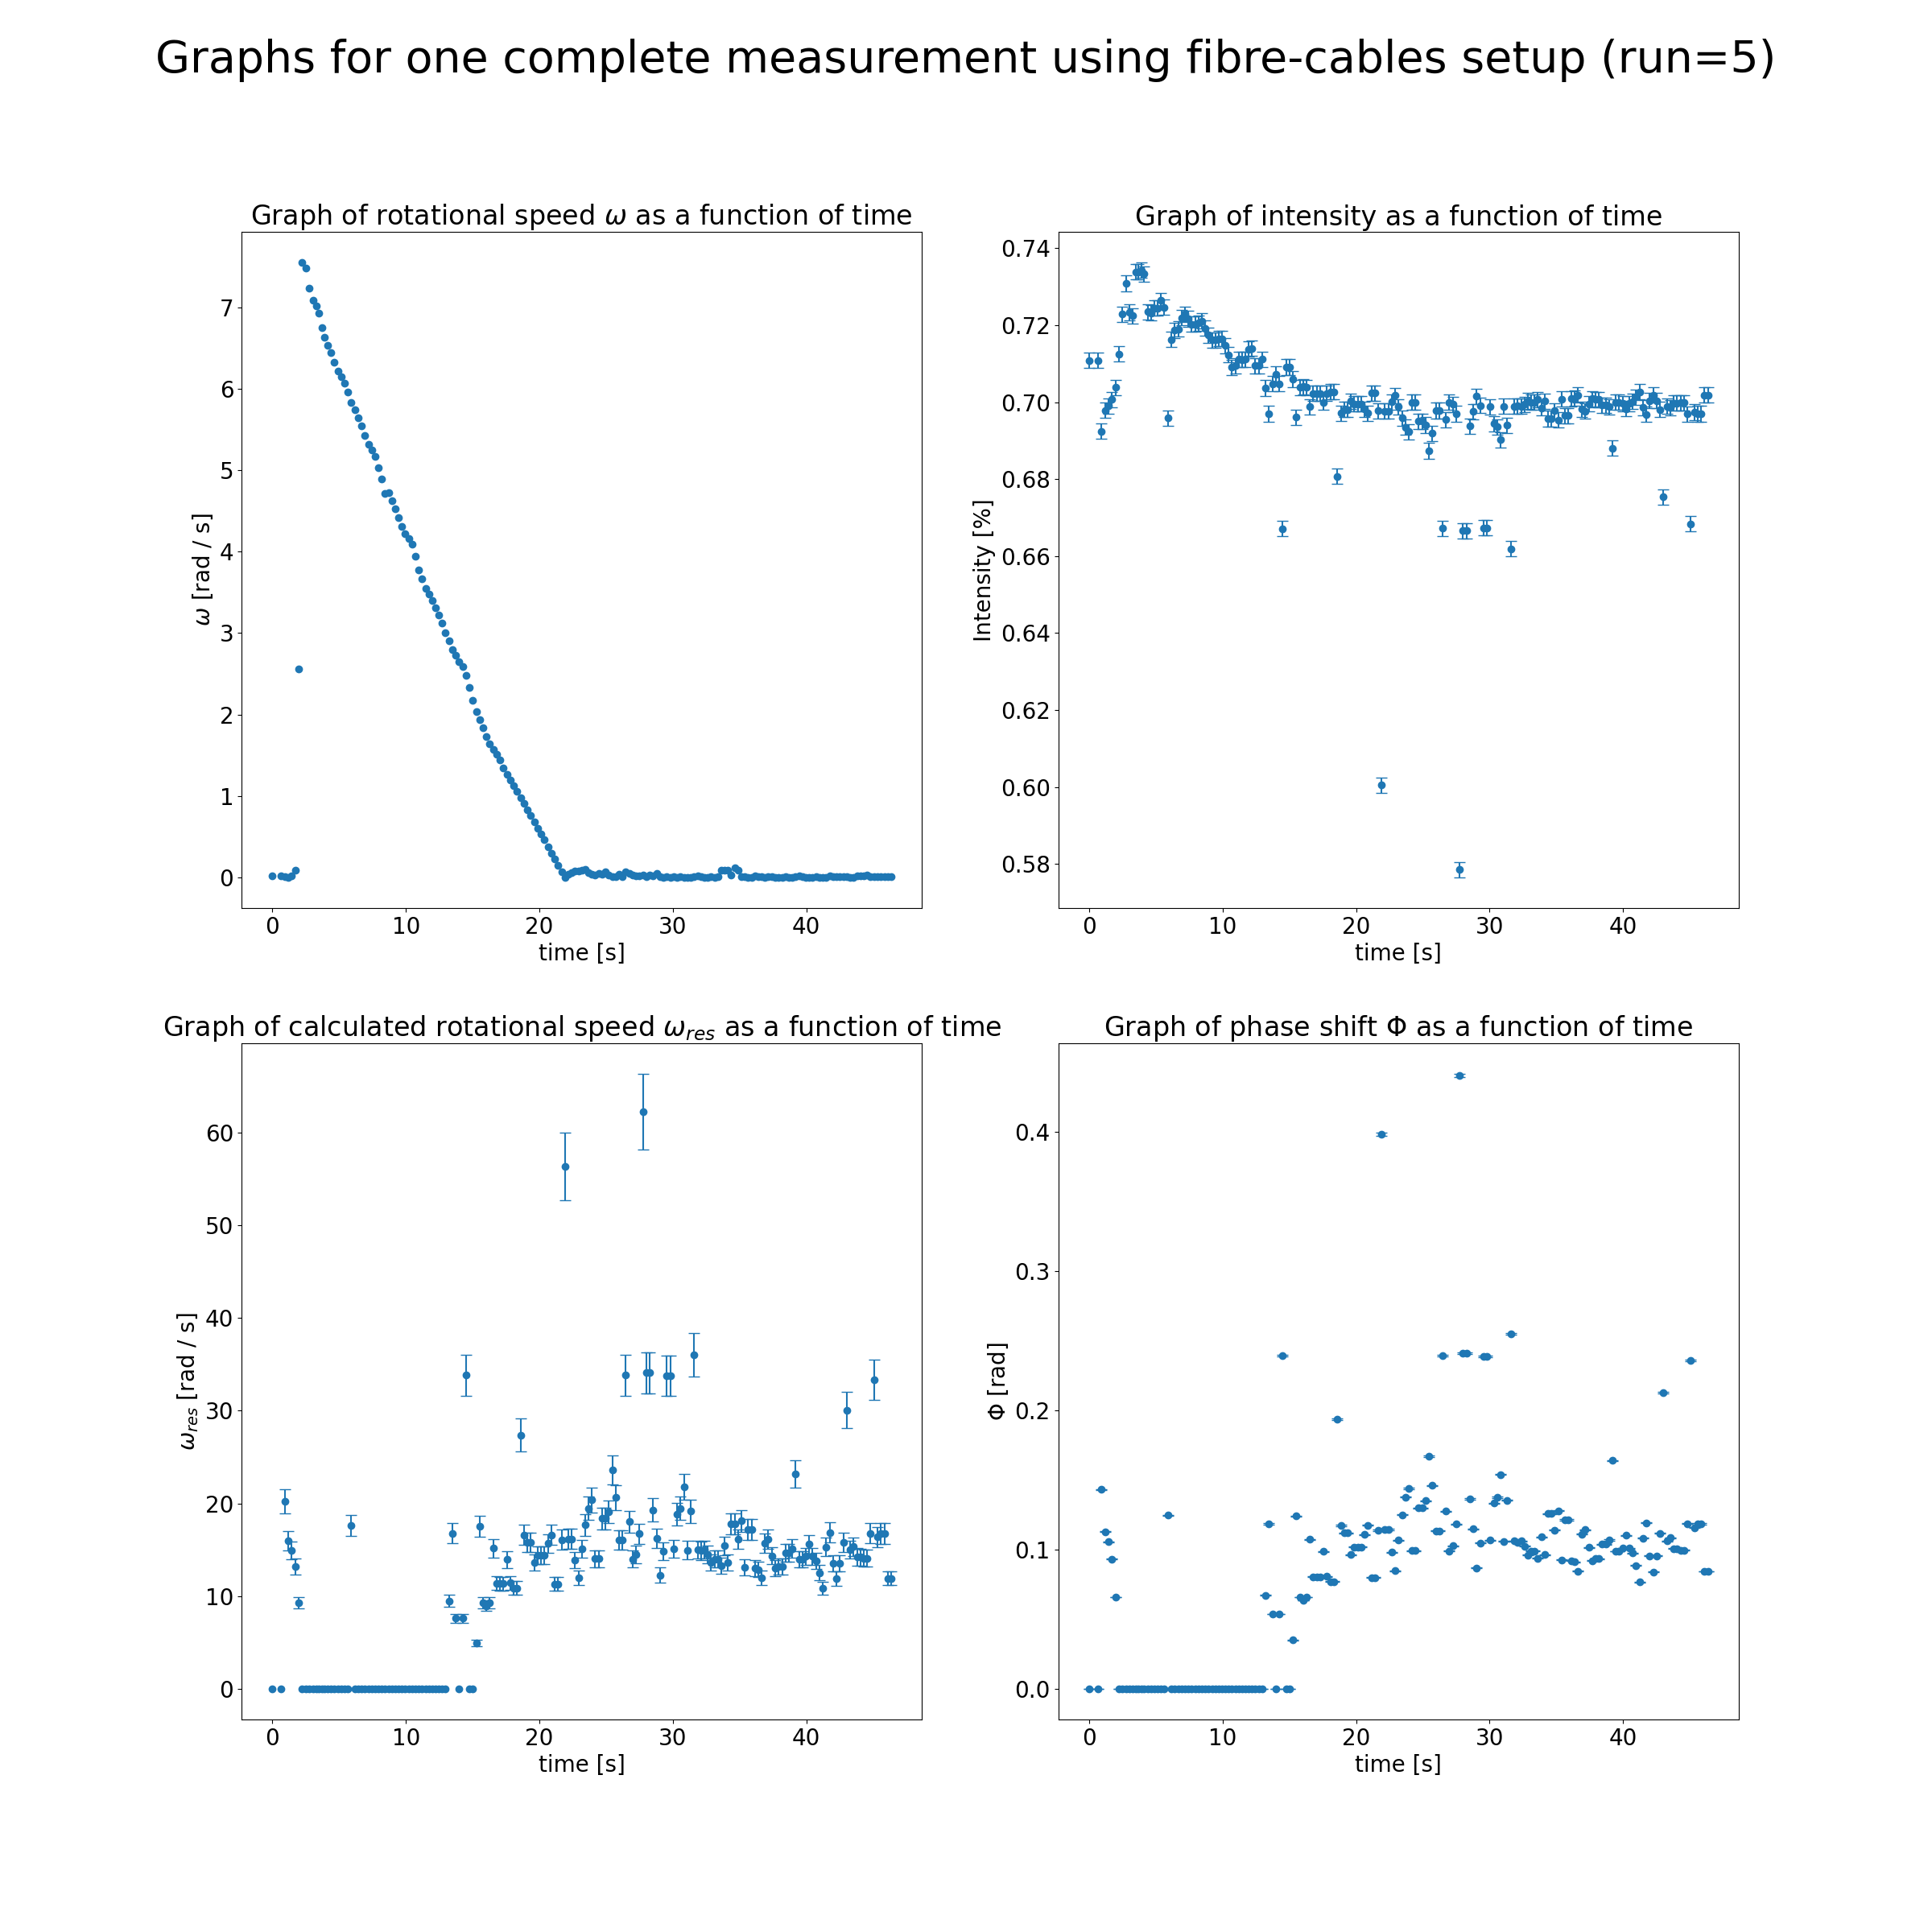 Graphs for one complete measurement using fibre-cables setup (run=5)
Graph of rotational speed ω as a function of time
7
6
5
4
3
2
1
0
ω [rad / s]
0 10 20 30 40
time [s]
Graph of intensity as a function of time
0.74
0.72
0.70
0.68
0.66
0.64
0.62
0.60
0.58
Intensity [%]
0 10 20 30 40
time [s]
Graph of calculated rotational speed ω_res as a function of time
60
50
40
30
20
10
0
ω_res [rad / s]
0 10 20 30 40
time [s]
Graph of phase shift Φ as a function of time
0.4
0.3
0.2
0.1
0.0
Φ [rad]
0 10 20 30 40
time [s]